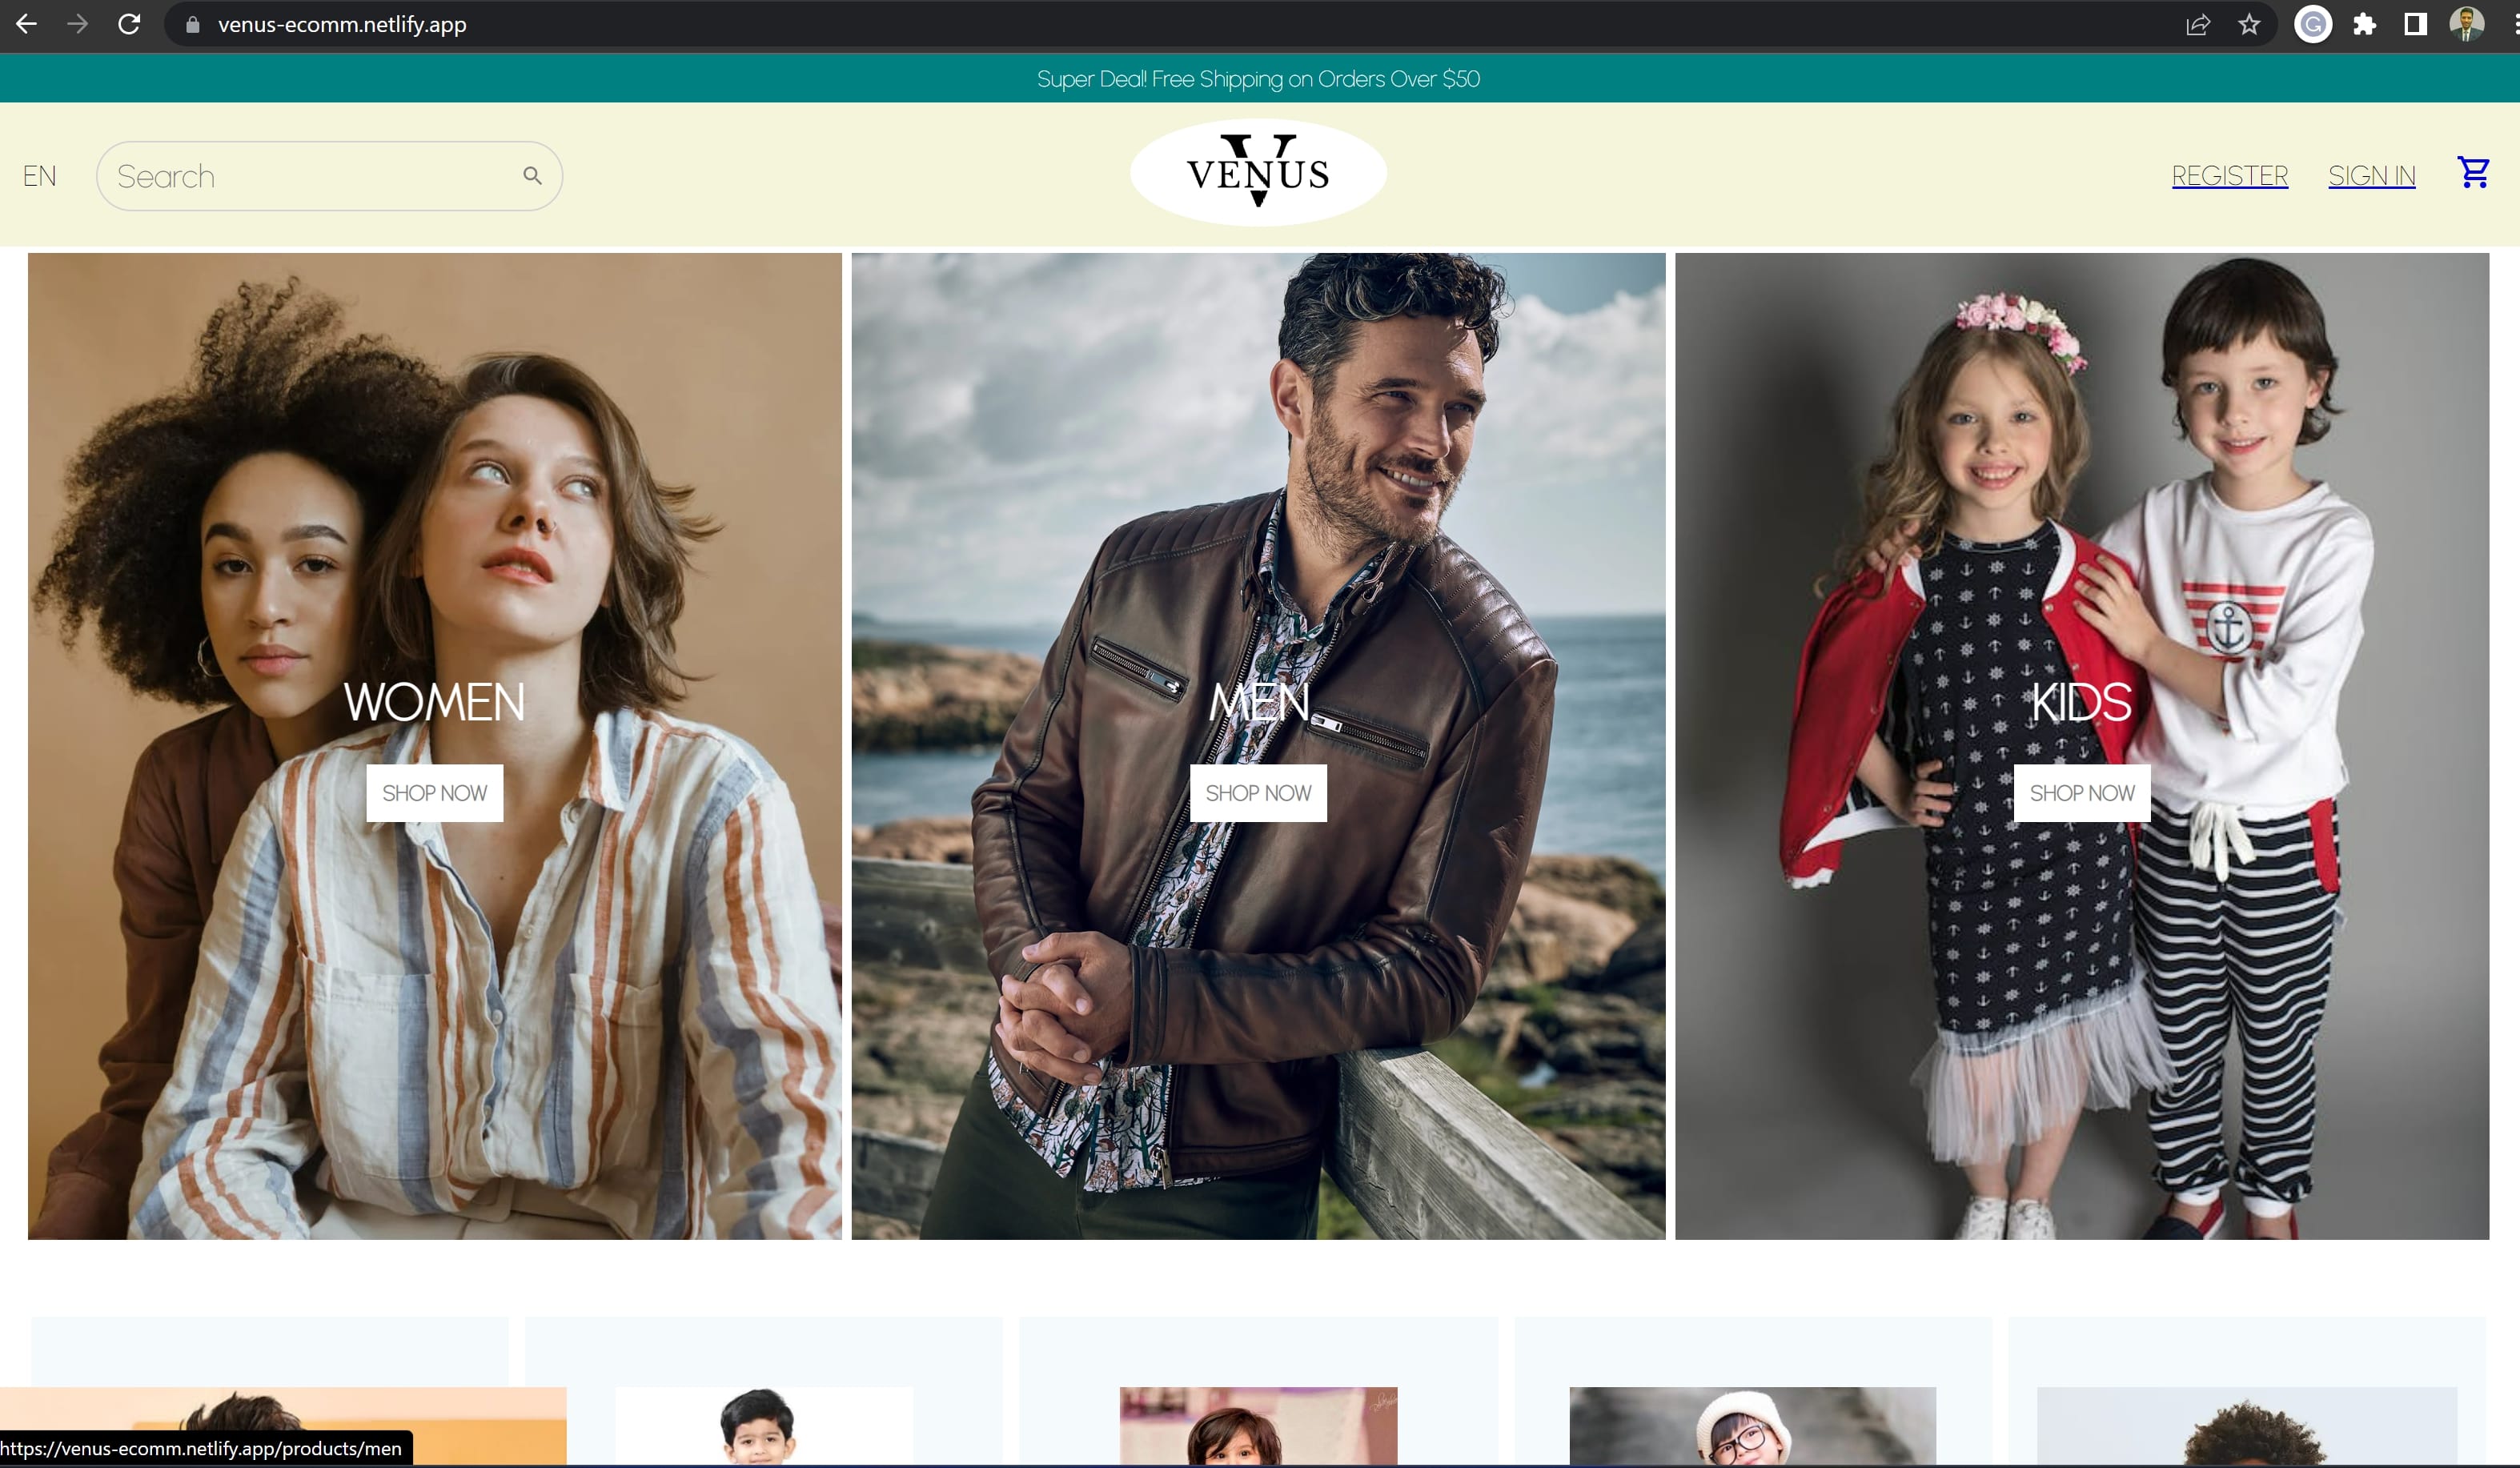 venus-ecomm.netlify.app
Super Deal! Free Shipping on Orders Over $50
EN
Search
V
VENUS
REGISTER
SIGN IN
WOMEN
SHOP NOW
MEN
SHOP NOW
KIDS
SHOP NOW
https://venus-ecomm.netlify.app/products/men